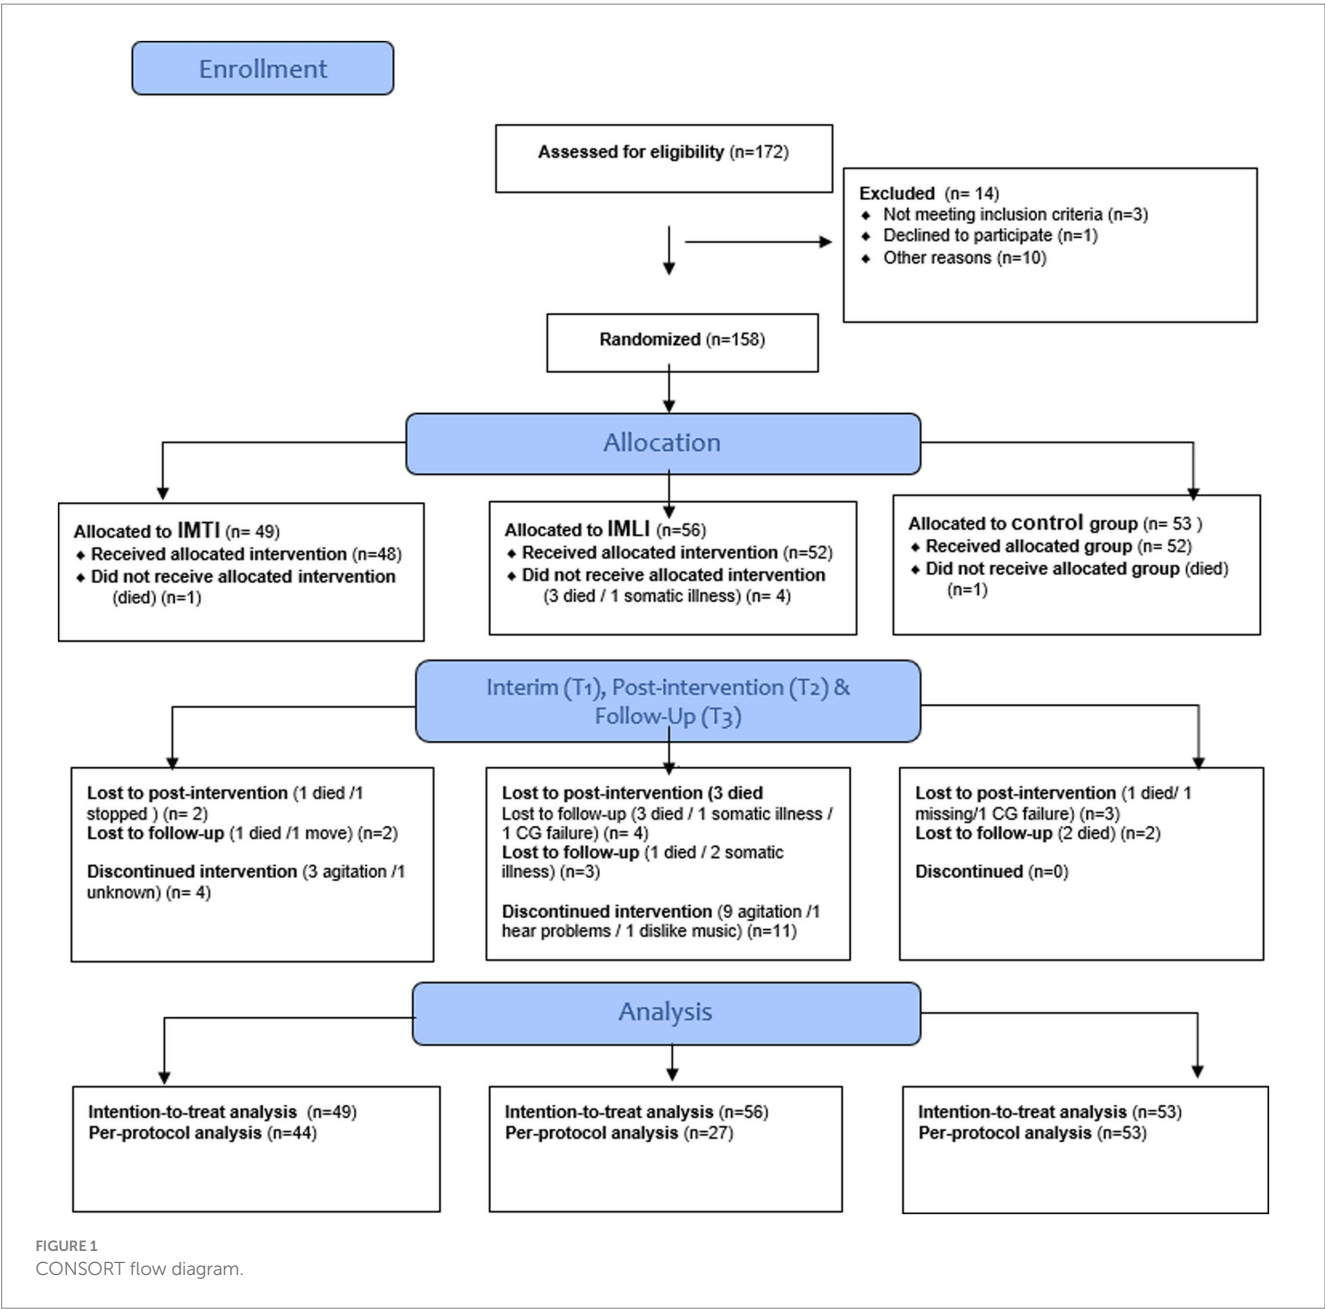 Enrollment
Assessed for eligibility (n=172)
Excluded (n= 14)
◆ Not meeting inclusion criteria (n=3)
◆ Declined to participate (n=1)
◆ Other reasons (n=10)
Randomized (n=158)
Allocation
Allocated to IMTI (n= 49)
◆ Received allocated intervention (n=48)
◆ Did not receive allocated intervention
(died) (n=1)
Allocated to IMLI (n=56)
◆ Received allocated intervention (n=52)
◆ Did not receive allocated intervention
(3 died / 1 somatic illness) (n= 4)
Allocated to control group (n= 53 )
◆ Received allocated group (n= 52)
◆ Did not receive allocated group (died)
(n=1)
Interim (T1), Post-intervention (T2) &
Follow-Up (T3)
Lost to post-intervention (1 died /1
stopped ) (n= 2)
Lost to follow-up (1 died /1 move) (n=2)
Discontinued intervention (3 agitation /1
unknown) (n= 4)
Lost to post-intervention (3 died
Lost to follow-up (3 died / 1 somatic illness /
1 CG failure) (n= 4)
Lost to follow-up (1 died / 2 somatic
illness) (n=3)
Discontinued intervention (9 agitation /1
hear problems / 1 dislike music) (n=11)
Lost to post-intervention (1 died/ 1
missing/1 CG failure) (n=3)
Lost to follow-up (2 died) (n=2)
Discontinued (n=0)
Analysis
Intention-to-treat analysis (n=49)
Per-protocol analysis (n=44)
Intention-to-treat analysis (n=56)
Per-protocol analysis (n=27)
Intention-to-treat analysis (n=53)
Per-protocol analysis (n=53)
FIGURE 1
CONSORT flow diagram.